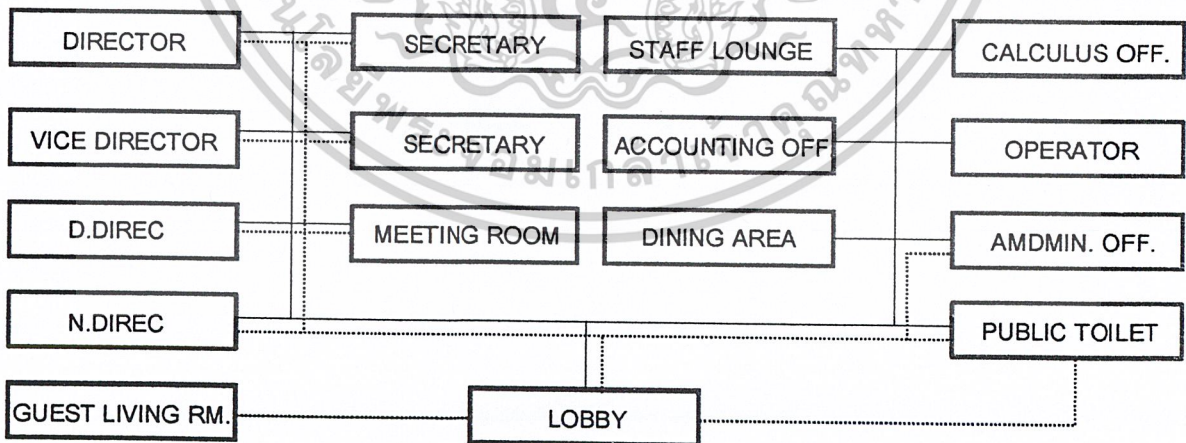 DIRECTOR
SECRETARY
STAFF LOUNGE
CALCULUS OFF.
VICE DIRECTOR
SECRETARY
ACCOUNTING OFF
OPERATOR
D.DIREC
MEETING ROOM
DINING AREA
AMDMIN. OFF.
N.DIREC
PUBLIC TOILET
GUEST LIVING RM.
LOBBY